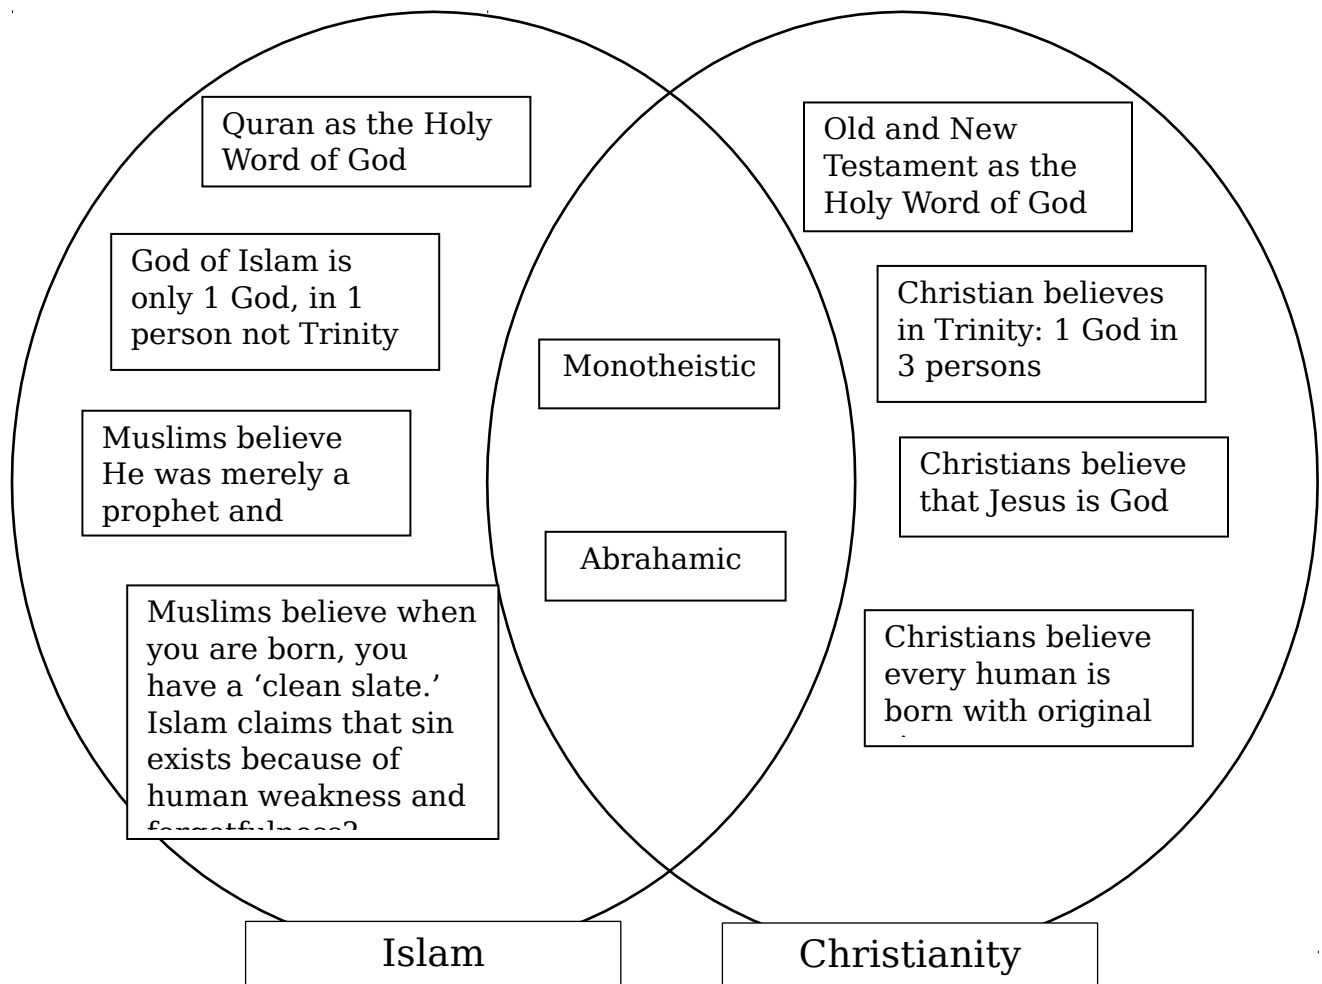 Quran as the Holy
Word of God
God of Islam is
only 1 God, in 1
person not Trinity
Muslims believe
He was merely a
prophet and
Muslims believe when
you are born, you
have a ‘clean slate.’
Islam claims that sin
exists because of
human weakness and
forgetfulness?
Monotheistic
Abrahamic
Old and New
Testament as the
Holy Word of God
Christian believes
in Trinity: 1 God in
3 persons
Christians believe
that Jesus is God
Christians believe
every human is
born with original
Islam
Christianity